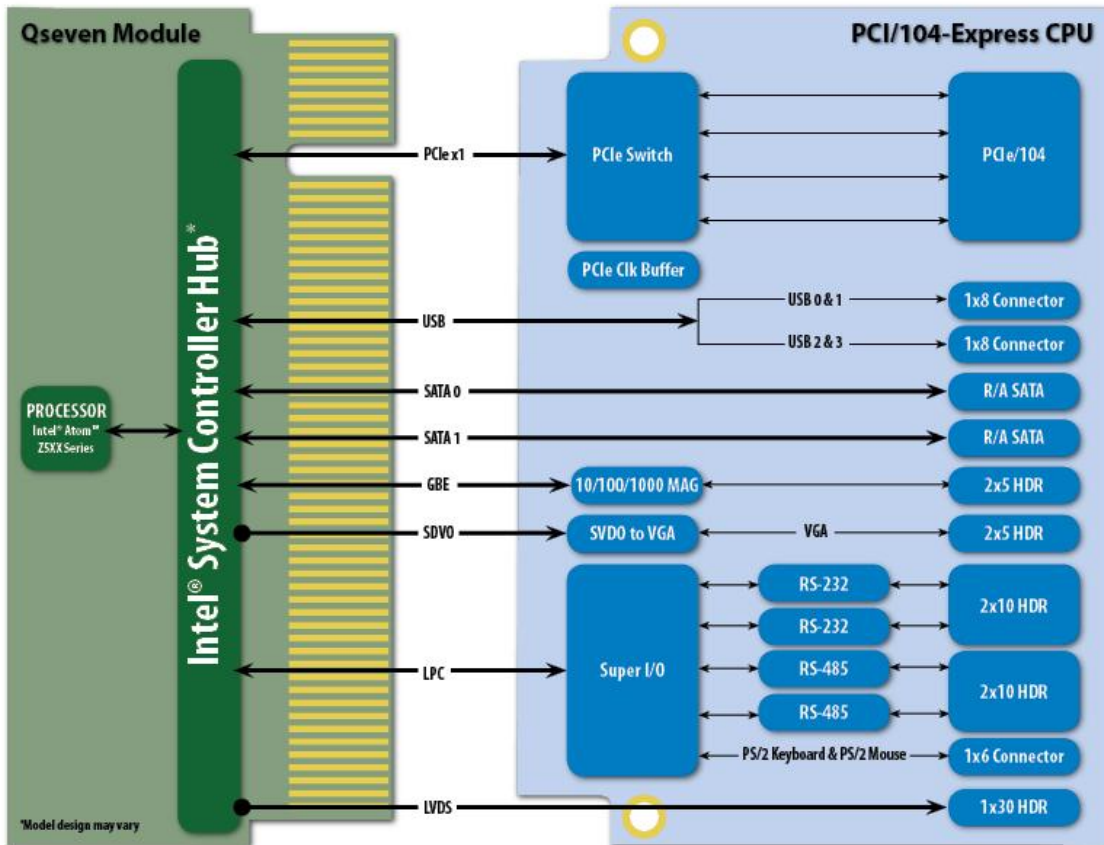 Qseven Module
PCI/104-Express CPU
PCIe x1
PCIe Switch
PCIe/104
PCIe Clk Buffer
Intel® System Controller Hub*
USB
USB 0 & 1
1x8 Connector
USB 2 & 3
1x8 Connector
SATA 0
R/A SATA
PROCESSOR
Intel® Atom™
Z5XX Series
SATA 1
R/A SATA
GBE
10/100/1000 MAG
2x5 HDR
SDVO
SVDO to VGA
VGA
2x5 HDR
RS-232
2x10 HDR
RS-232
LPC
Super I/O
RS-485
2x10 HDR
RS-485
PS/2 Keyboard & PS/2 Mouse
1x6 Connector
LVDS
1x30 HDR
*Model design may vary